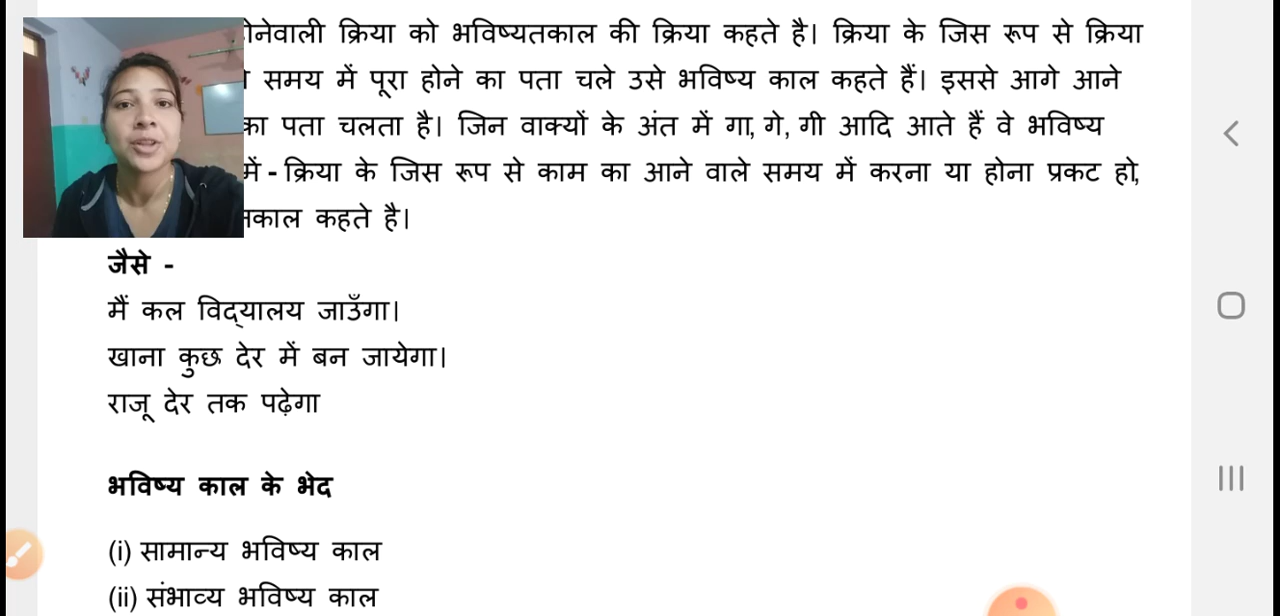 होनेवाली क्रिया को भविष्यतकाल की क्रिया कहते है। क्रिया के जिस रूप से क्रिया
समय में पूरा होने का पता चले उसे भविष्य काल कहते हैं। इससे आगे आने
का पता चलता है। जिन वाक्यों के अंत में गा, गे, गी आदि आते हैं वे भविष्य
में - क्रिया के जिस रूप से काम का आने वाले समय में करना या होना प्रकट हो,
कहते है।
जैसे -
मैं कल विद्यालय जाउँगा।
खाना कुछ देर में बन जायेगा।
राजू देर तक पढ़ेगा
भविष्य काल के भेद
(i) सामान्य भविष्य काल
(ii) संभाव्य भविष्य काल